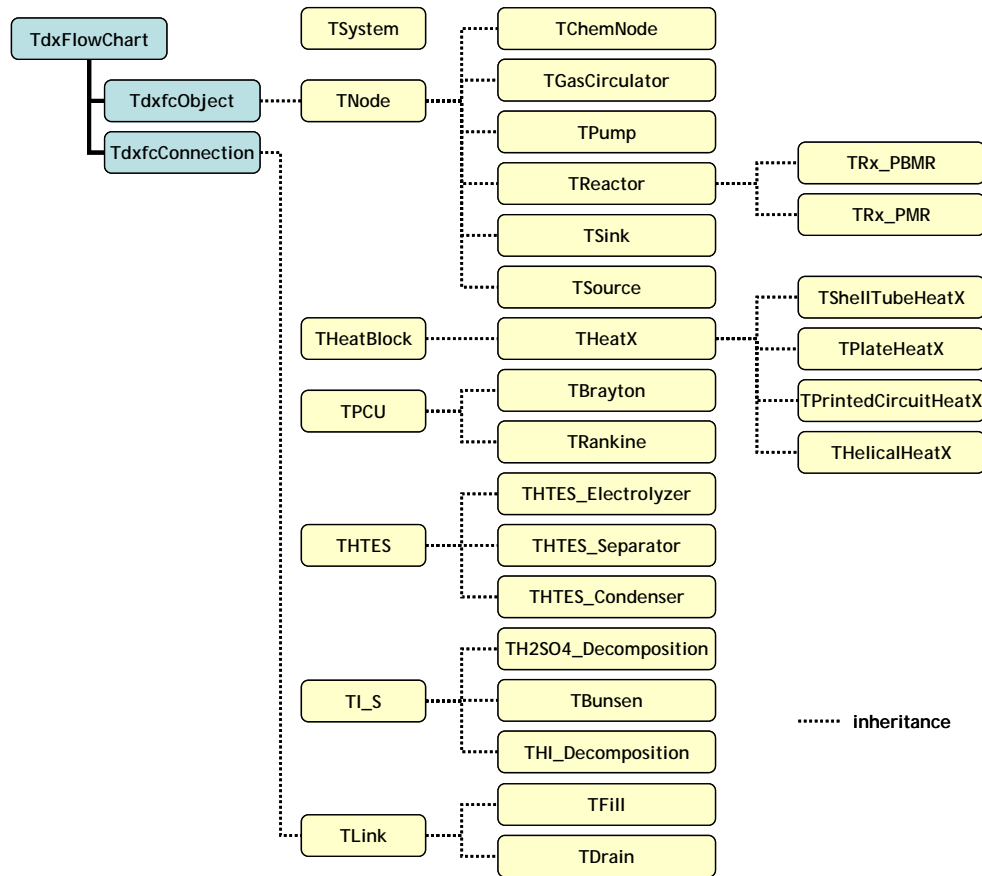 TdxFlowChart
TdxfcObject
TdxfcConnection
TSystem
TNode
THeatBlock
TPCU
THTES
TI_S
TLink
TChemNode
TGasCirculator
TPump
TReactor
TSink
TSource
THeatX
TBrayton
TRankine
THTES_Electrolyzer
THTES_Separator
THTES_Condenser
TH2SO4_Decomposition
TBunsen
THI_Decomposition
TFill
TDrain
TRx_PBMR
TRx_PMR
TShellTubeHeatX
TPlateHeatX
TPrintedCircuitHeatX
THelicalHeatX
inheritance